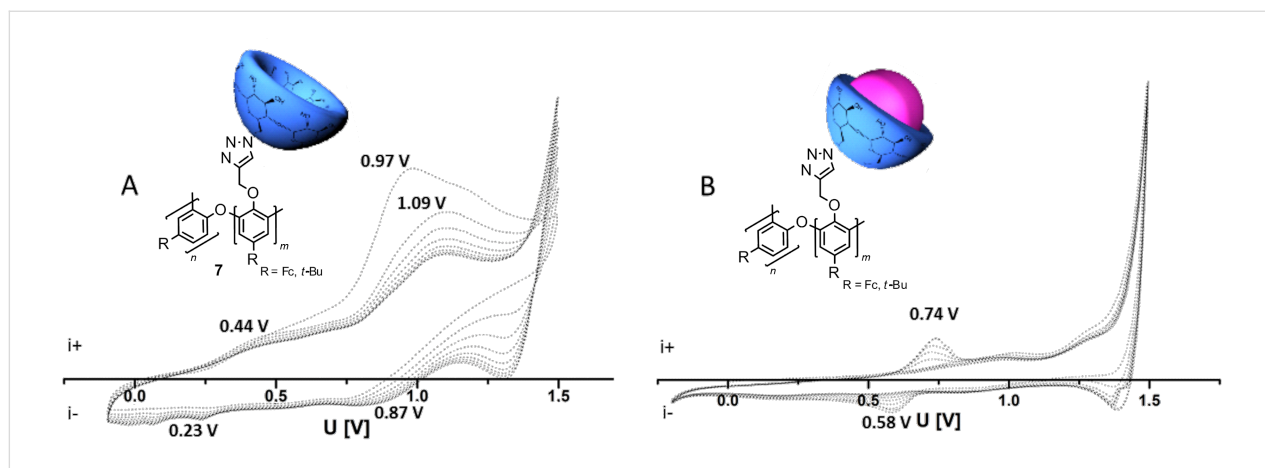 A
N
N
N
O
O
R
n
m
R
7
R = Fc, t-Bu
0.97 V
1.09 V
0.44 V
i+
i-
0.0
0.5
1.0
1.5
0.23 V
0.87 V
U [V]
B
N
N
N
O
O
R
n
m
R
R = Fc, t-Bu
0.74 V
i+
i-
0.0
0.5
1.0
1.5
0.58 V
U [V]